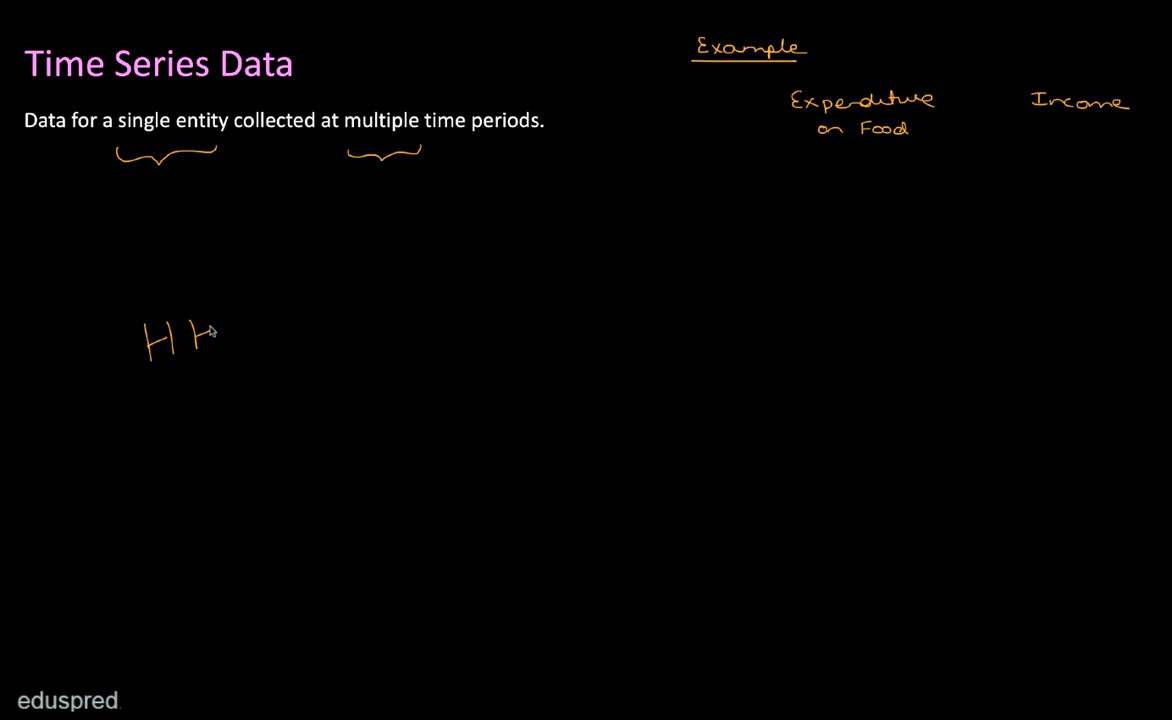 Time Series Data
Data for a single entity collected at multiple time periods.
Example
Expenditure Income
on Food
HH
eduspred.